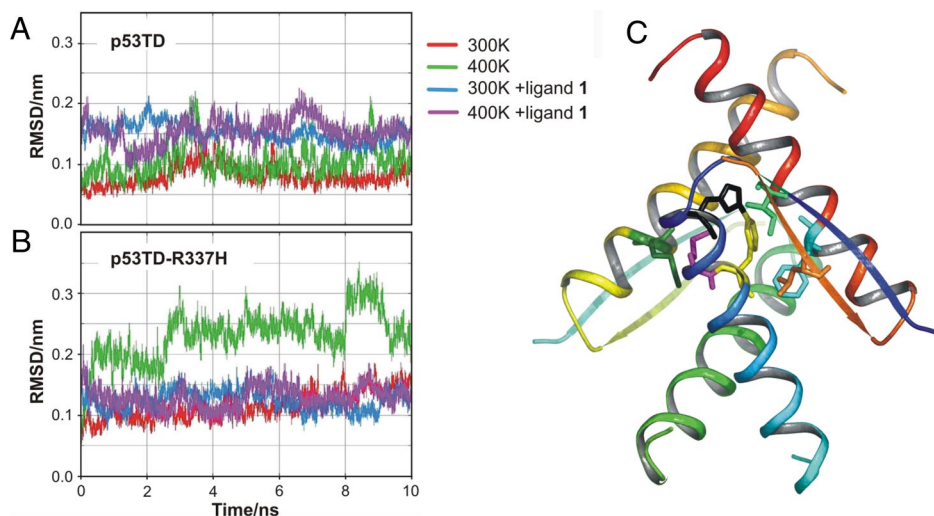 A
p53TD
RMSD/nm
0.3
0.2
0.1
0.0
300K
400K
300K +ligand 1
400K +ligand 1
B
p53TD-R337H
RMSD/nm
0.3
0.2
0.1
0.0
0 2 4 6 8 10
Time/ns
C